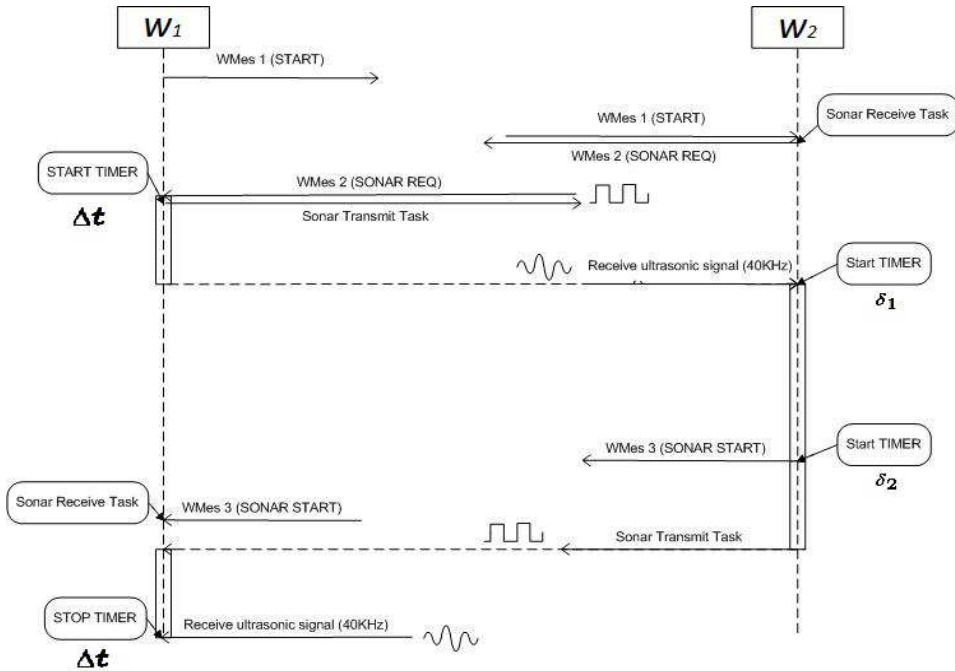 W1
W2
WMes 1 (START)
WMes 1 (START)
Sonar Receive Task
WMes 2 (SONAR REQ)
START TIMER
WMes 2 (SONAR REQ)
Δt
Sonar Transmit Task
Receive ultrasonic signal (40KHz)
Start TIMER
δ1
WMes 3 (SONAR START)
Start TIMER
δ2
Sonar Receive Task
WMes 3 (SONAR START)
Sonar Transmit Task
STOP TIMER
Receive ultrasonic signal (40KHz)
Δt